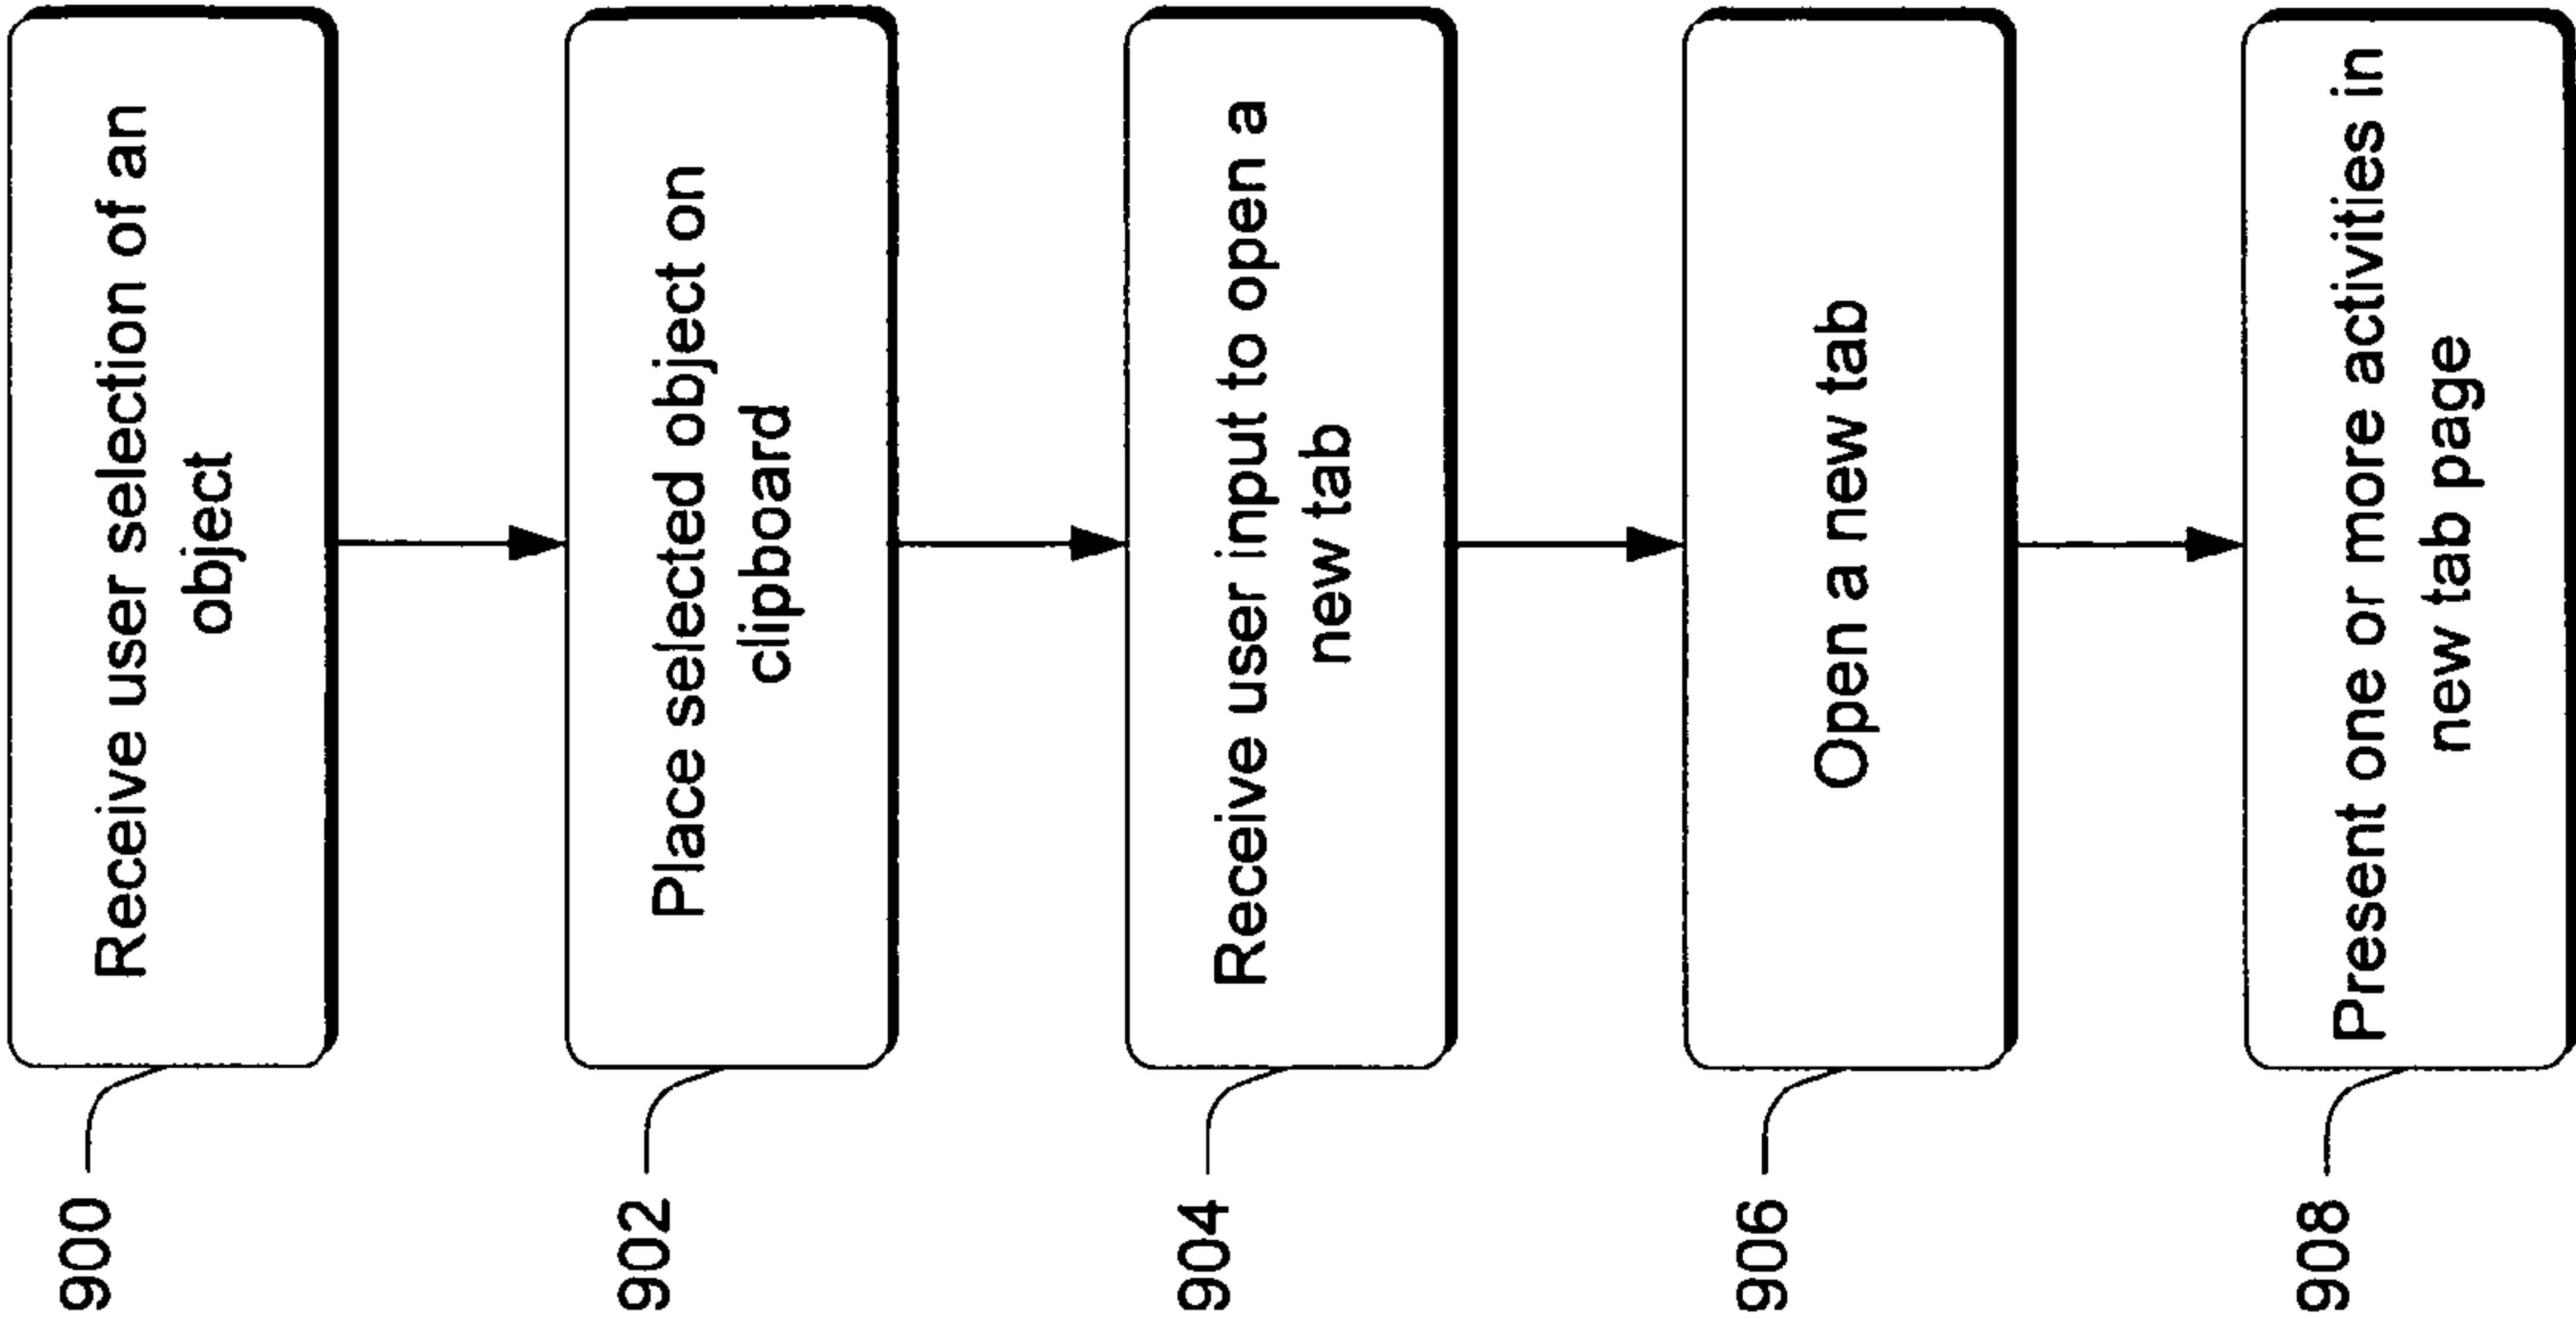 900
Receive user selection of an
object
902
Place selected object on
clipboard
904
Receive user input to open a
new tab
906
Open a new tab
908
Present one or more activities in
new tab page